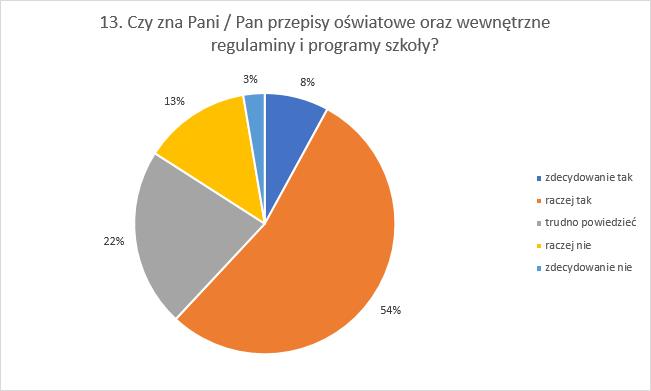 13. Czy zna Pani / Pan przepisy oświatowe oraz wewnętrzne
regulaminy i programy szkoły?
3%
8%
13%
22%
54%
zdecydowanie tak
raczej tak
trudno powiedzieć
raczej nie
zdecydowanie nie